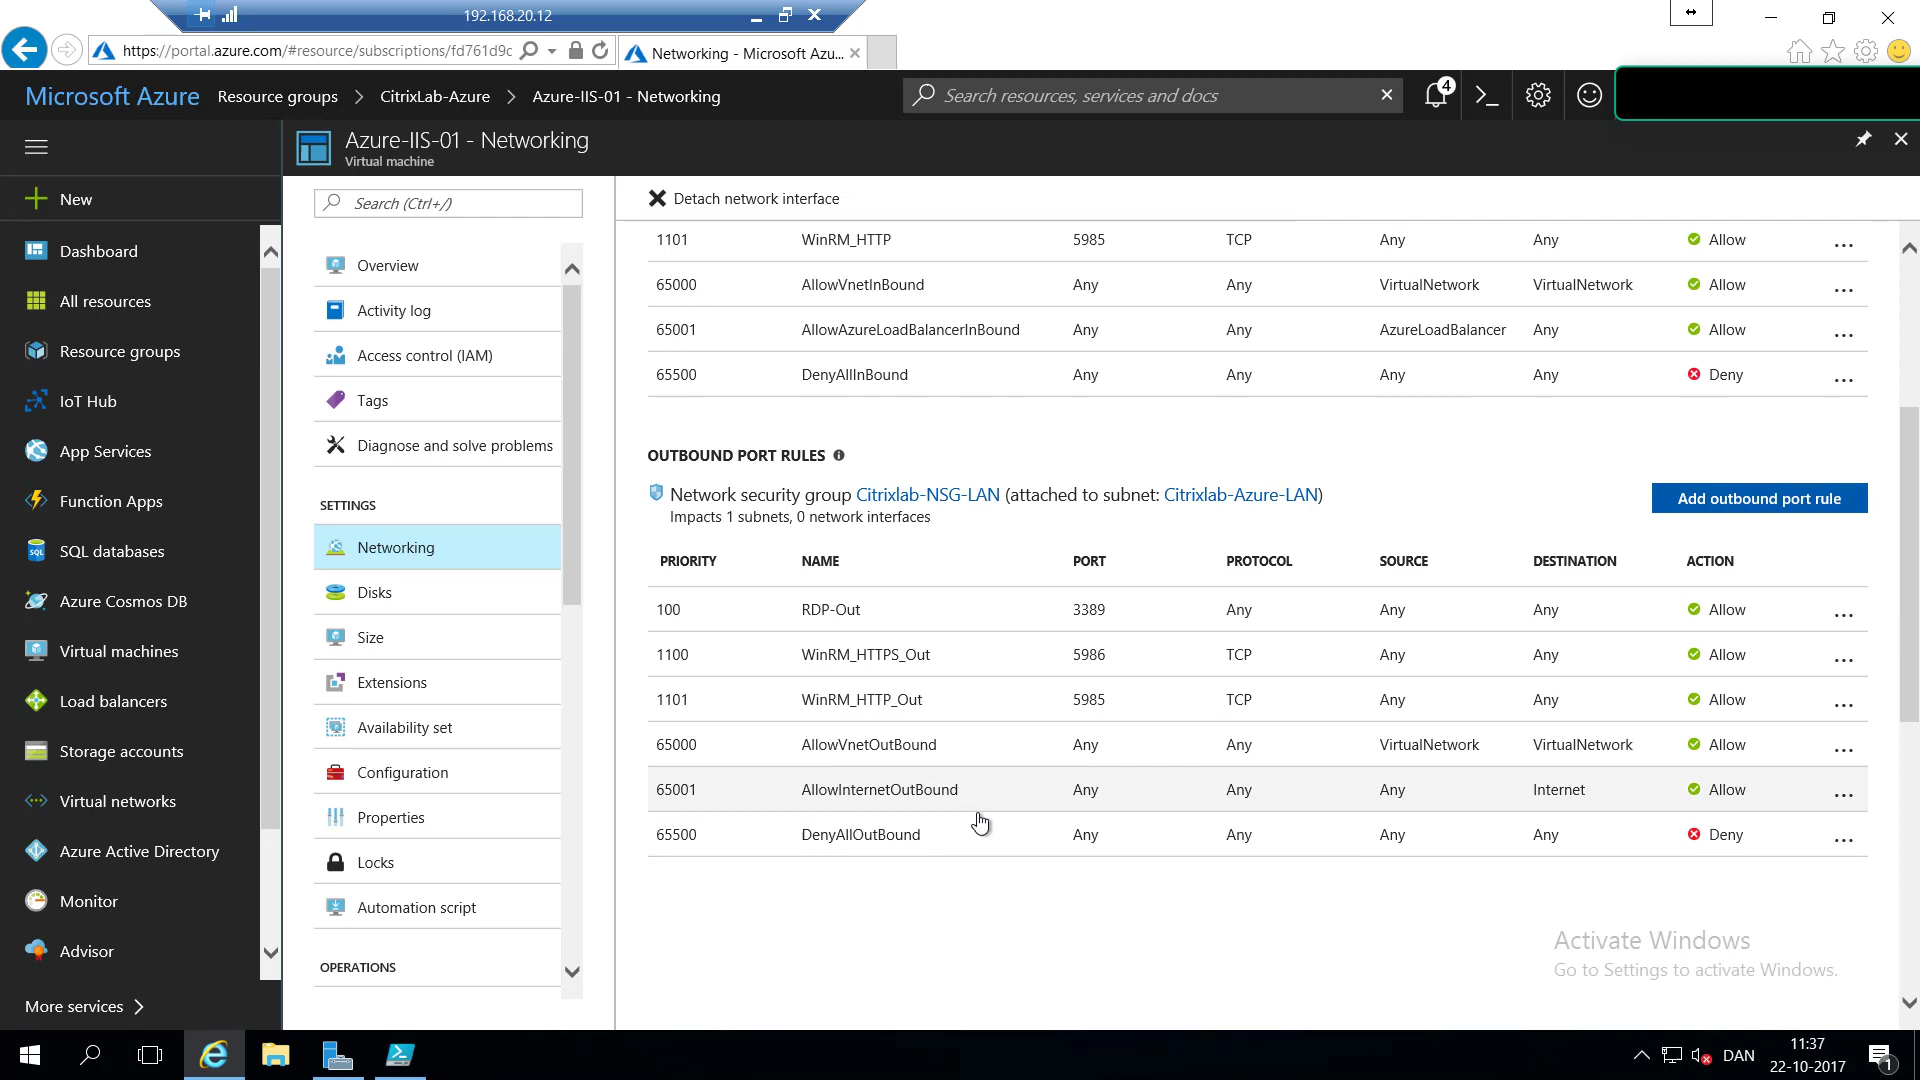 192.168.20.12
https://portal.azure.com/#resource/subscriptions/fd761d9c
Networking - Microsoft Azu...
Microsoft Azure
Resource groups
CitrixLab-Azure
Azure-IIS-01 - Networking
Search resources, services and docs
4
Azure-IIS-01 - Networking
Virtual machine
New
Dashboard
All resources
Resource groups
IoT Hub
App Services
Function Apps
SQL databases
Azure Cosmos DB
Virtual machines
Load balancers
Storage accounts
Virtual networks
Azure Active Directory
Monitor
Advisor
More services
Search (Ctrl+/)
Overview
Activity log
Access control (IAM)
Tags
Diagnose and solve problems
SETTINGS
Networking
Disks
Size
Extensions
Availability set
Configuration
Properties
Locks
Automation script
OPERATIONS
Detach network interface
1101 WinRM_HTTP 5985 TCP Any Any Allow ...
65000 AllowVnetInBound Any Any VirtualNetwork VirtualNetwork Allow ...
65001 AllowAzureLoadBalancerInBound Any Any AzureLoadBalancer Any Allow ...
65500 DenyAllInBound Any Any Any Any Deny ...
OUTBOUND PORT RULES
Network security group Citrixlab-NSG-LAN (attached to subnet: Citrixlab-Azure-LAN)
Impacts 1 subnets, 0 network interfaces
Add outbound port rule
PRIORITY NAME PORT PROTOCOL SOURCE DESTINATION ACTION
100 RDP-Out 3389 Any Any Any Allow ...
1100 WinRM_HTTPS_Out 5986 TCP Any Any Allow ...
1101 WinRM_HTTP_Out 5985 TCP Any Any Allow ...
65000 AllowVnetOutBound Any Any VirtualNetwork VirtualNetwork Allow ...
65001 AllowInternetOutBound Any Any Any Internet Allow ...
65500 DenyAllOutBound Any Any Any Any Deny ...
Activate Windows
Go to Settings to activate Windows.
DAN
11:37
22-10-2017
1